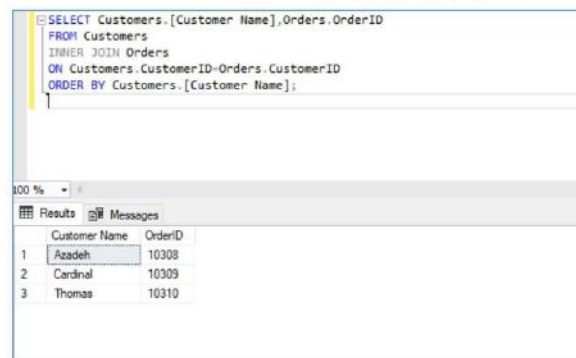 SELECT Customers.[Customer Name],Orders.OrderID
FROM Customers
INNER JOIN Orders
ON Customers.CustomerID=Orders.CustomerID
ORDER BY Customers.[Customer Name];
100 %
Results Messages
Customer Name OrderID
1 Azadeh 10308
2 Cardinal 10309
3 Thomas 10310